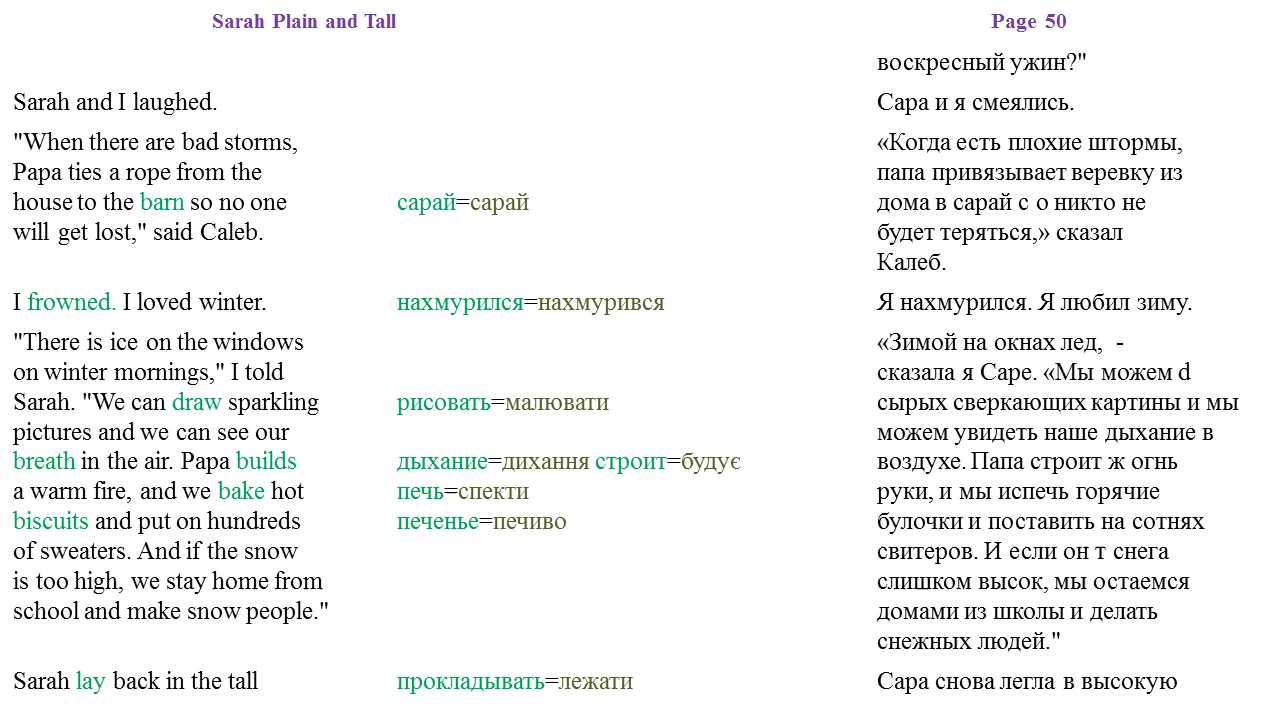 Sarah Plain and Tall
Page 50
воскресный ужин?"
Sarah and I laughed.
Сара и я смеялись.
"When there are bad storms,
Papa ties a rope from the
house to the barn so no one
will get lost," said Caleb.
сарай=сарай
«Когда есть плохие штормы,
папа привязывает веревку из
дома в сарай с о никто не
будет теряться,» сказал
Калеб.
I frowned. I loved winter.
нахмурился=нахмурився
Я нахмурился. Я любил зиму.
"There is ice on the windows
on winter mornings," I told
Sarah. "We can draw sparkling
pictures and we can see our
breath in the air. Papa builds
a warm fire, and we bake hot
biscuits and put on hundreds
of sweaters. And if the snow
is too high, we stay home from
school and make snow people."
рисовать=малювати
дыхание=дихання строит=будує
печь=спекти
печенье=печиво
«Зимой на окнах лед, -
сказала я Саре. «Мы можем d
сырых сверкающих картины и мы
можем увидеть наше дыхание в
воздухе. Папа строит ж огнь
руки, и мы испечь горячие
булочки и поставить на сотнях
свитеров. И если он т снега
слишком высок, мы остаемся
домами из школы и делать
снежных людей."
Sarah lay back in the tall
прокладывать=лежати
Сара снова легла в высокую